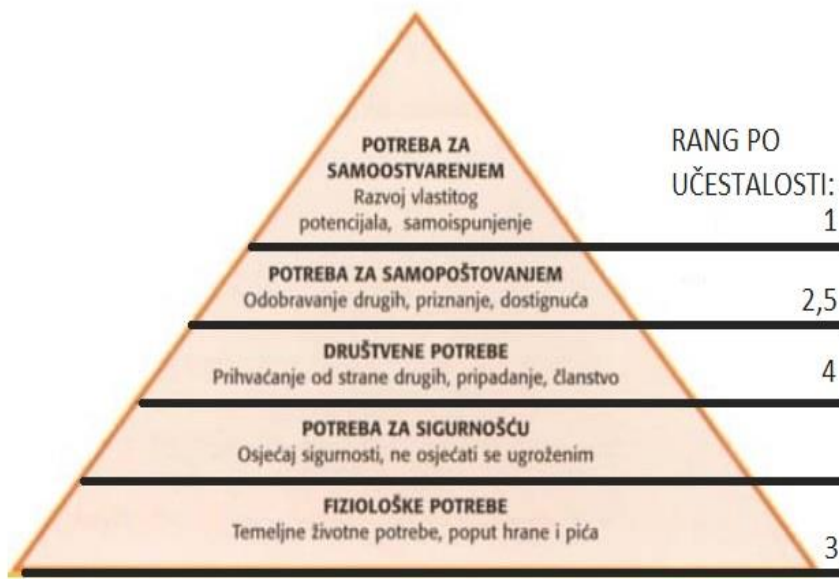 POTREBA ZA
SAMOOSTVARENJEM
Razvoj vlastitog
potencijala, samoispunjenje
RANG PO
UČESTALOSTI:
1
POTREBA ZA SAMOPOŠTOVANJEM
Odobravanje drugih, priznanje, dostignuća
2,5
DRUŠTVENE POTREBE
Prihvaćanje od strane drugih, pripadanje, članstvo
4
POTREBA ZA SIGURNOŠĆU
Osjećaj sigurnosti, ne osjećati se ugroženim
FIZIOLOŠKE POTREBE
Temeljne životne potrebe, poput hrane i pića
3